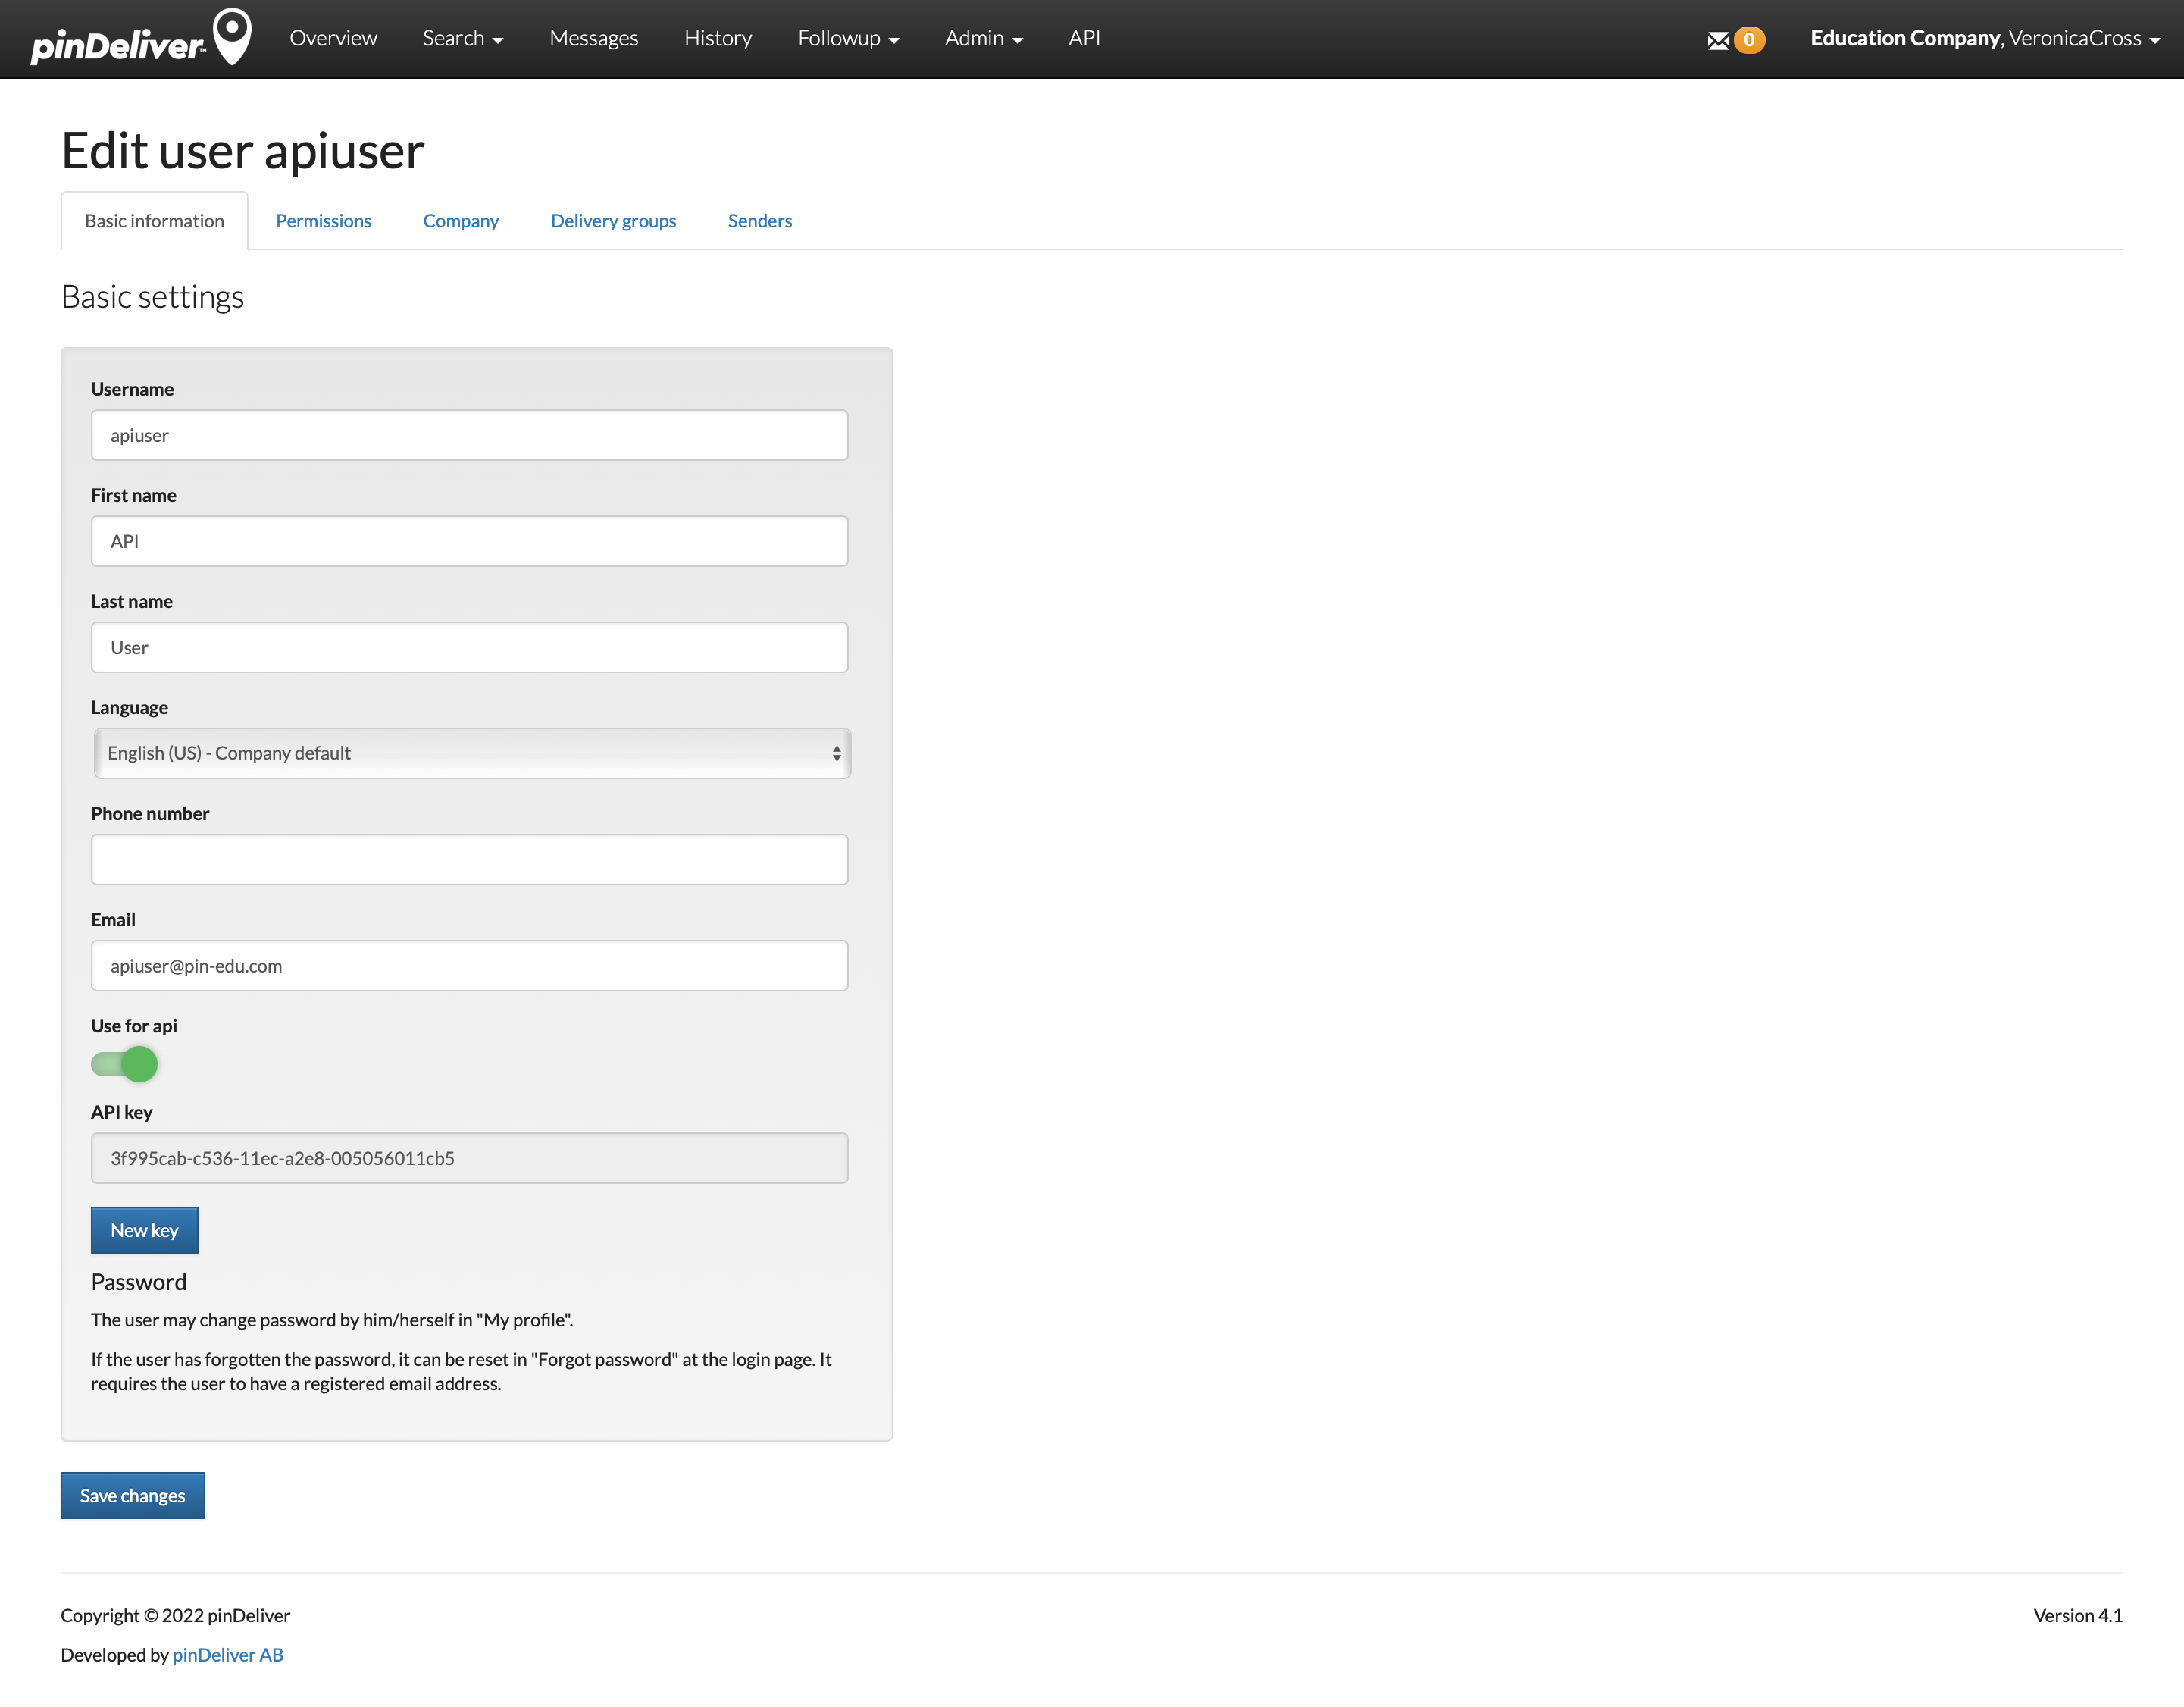 pinDeliver™ Overview Search Messages History Followup Admin API 0 Education Company, VeronicaCross
Edit user apiuser
Basic information Permissions Company Delivery groups Senders
Basic settings
Username
apiuser
First name
API
Last name
User
Language
English (US) - Company default
Phone number
Email
apiuser@pin-edu.com
Use for api
API key
3f995cab-c536-11ec-a2e8-005056011cb5
New key
Password
The user may change password by him/herself in "My profile".
If the user has forgotten the password, it can be reset in "Forgot password" at the login page. It
requires the user to have a registered email address.
Save changes
Copyright © 2022 pinDeliver Version 4.1
Developed by pinDeliver AB